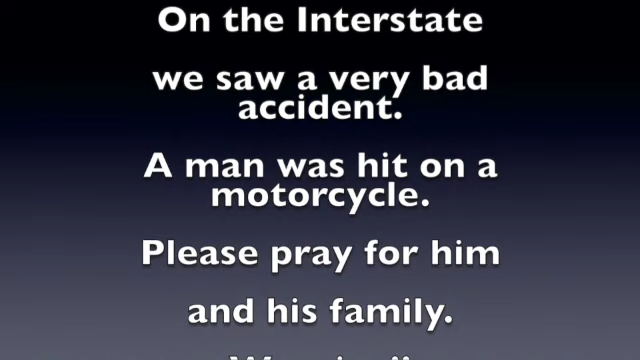 On the Interstate
we saw a very bad
accident.
A man was hit on a
motorcycle.
Please pray for him
and his family.